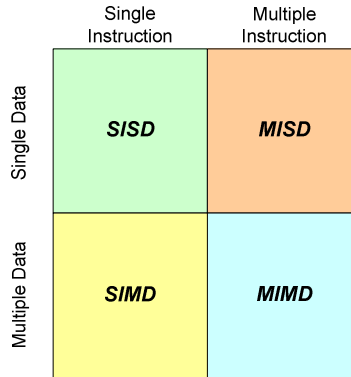 Single
Instruction
Multiple
Instruction
Single Data
SISD
MISD
Multiple Data
SIMD
MIMD